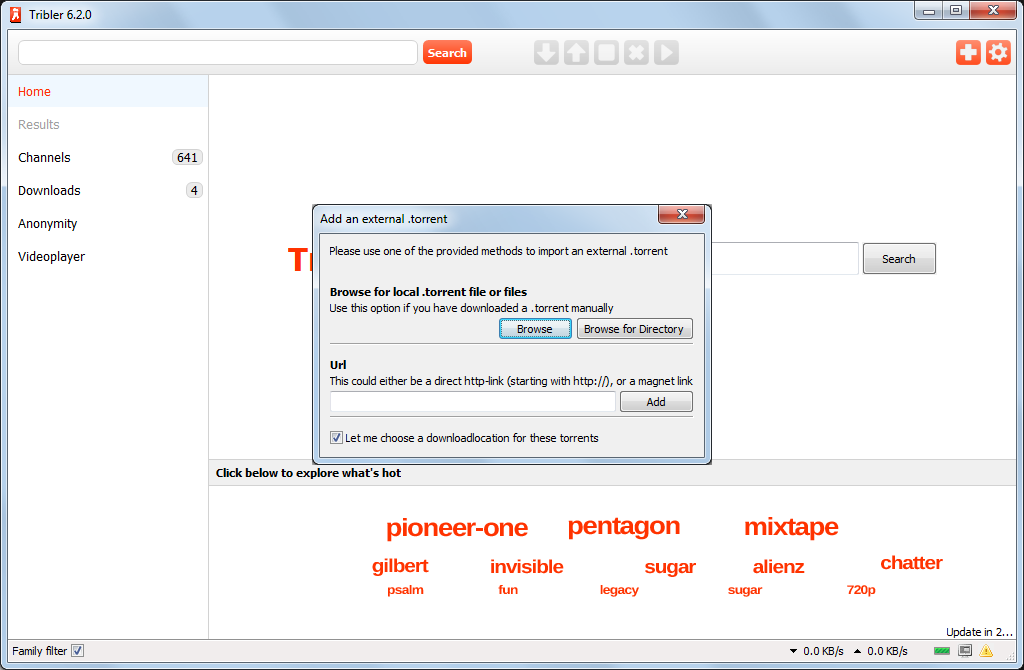 Tribler 6.2.0
Search
Home
Results
Channels 641
Downloads 4
Anonymity
Videoplayer
Add an external .torrent
Please use one of the provided methods to import an external .torrent
Browse for local .torrent file or files
Use this option if you have downloaded a .torrent manually
Browse Browse for Directory
Url
This could either be a direct http-link (starting with http://), or a magnet link
Add
Let me choose a downloadlocation for these torrents
Search
Click below to explore what's hot
pioneer-one pentagon mixtape
gilbert invisible sugar alienz chatter
psalm fun legacy sugar 720p
Update in 2...
Family filter 0.0 KB/s 0.0 KB/s